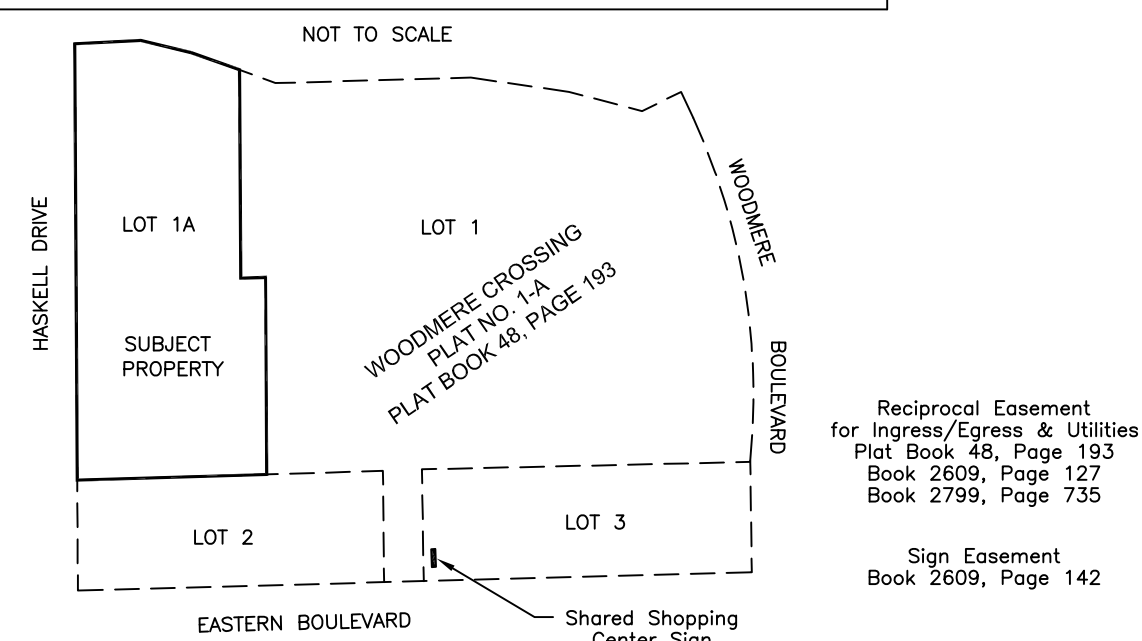 NOT TO SCALE
HASKELL DRIVE
LOT 1A
SUBJECT
PROPERTY
LOT 1
WOODMERE CROSSING
PLAT NO. 1-A
PLAT BOOK 48, PAGE 193
WOODMERE
BOULEVARD
Reciprocal Easement
for Ingress/Egress & Utilities
Plat Book 48, Page 193
Book 2609, Page 127
Book 2799, Page 735
LOT 2
LOT 3
Sign Easement
Book 2609, Page 142
EASTERN BOULEVARD
Shared Shopping
Center Sign